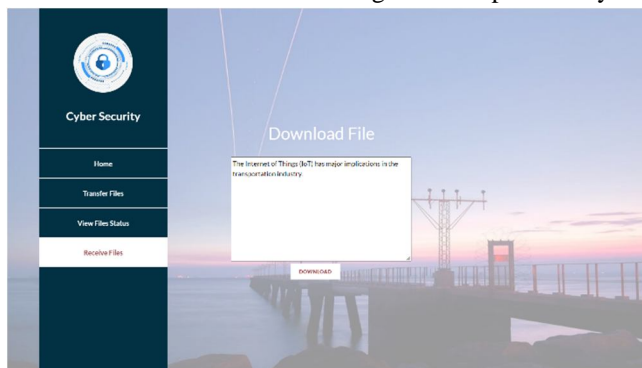 Cyber Security
Home
Transfer Files
View Files Status
Receive Files
Download File
The Internet of Things (IoT) has major implications in the
transportation industry.
DOWNLOAD